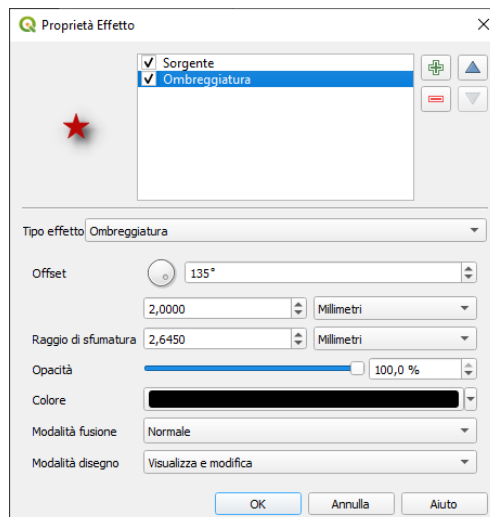 Proprietà Effetto
Sorgente
Ombreggiatura
Tipo effetto Ombreggiatura
Offset 135°
2,0000 Millimetri
Raggio di sfumatura 2,6450 Millimetri
Opacità 100,0 %
Colore
Modalità fusione Normale
Modalità disegno Visualizza e modifica
OK Annulla Aiuto